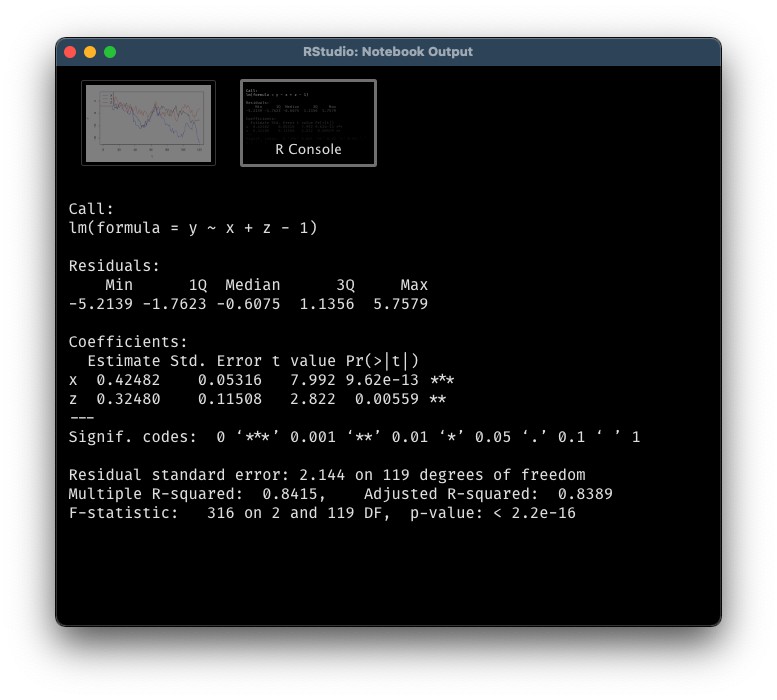 RStudio: Notebook Output
R Console
Call:
lm(formula = y ~ x + z - 1)
Residuals:
    Min      1Q  Median      3Q     Max
-5.2139 -1.7623 -0.6075  1.1356  5.7579
Coefficients:
  Estimate Std. Error t value Pr(>|t|)
x  0.42482    0.05316   7.992 9.62e-13 ***
z  0.32480    0.11508   2.822  0.00559 **
---
Signif. codes:  0 ‘***’ 0.001 ‘**’ 0.01 ‘*’ 0.05 ‘.’ 0.1 ‘ ’ 1
Residual standard error: 2.144 on 119 degrees of freedom
Multiple R-squared:  0.8415,    Adjusted R-squared:  0.8389
F-statistic:   316 on 2 and 119 DF,  p-value: < 2.2e-16